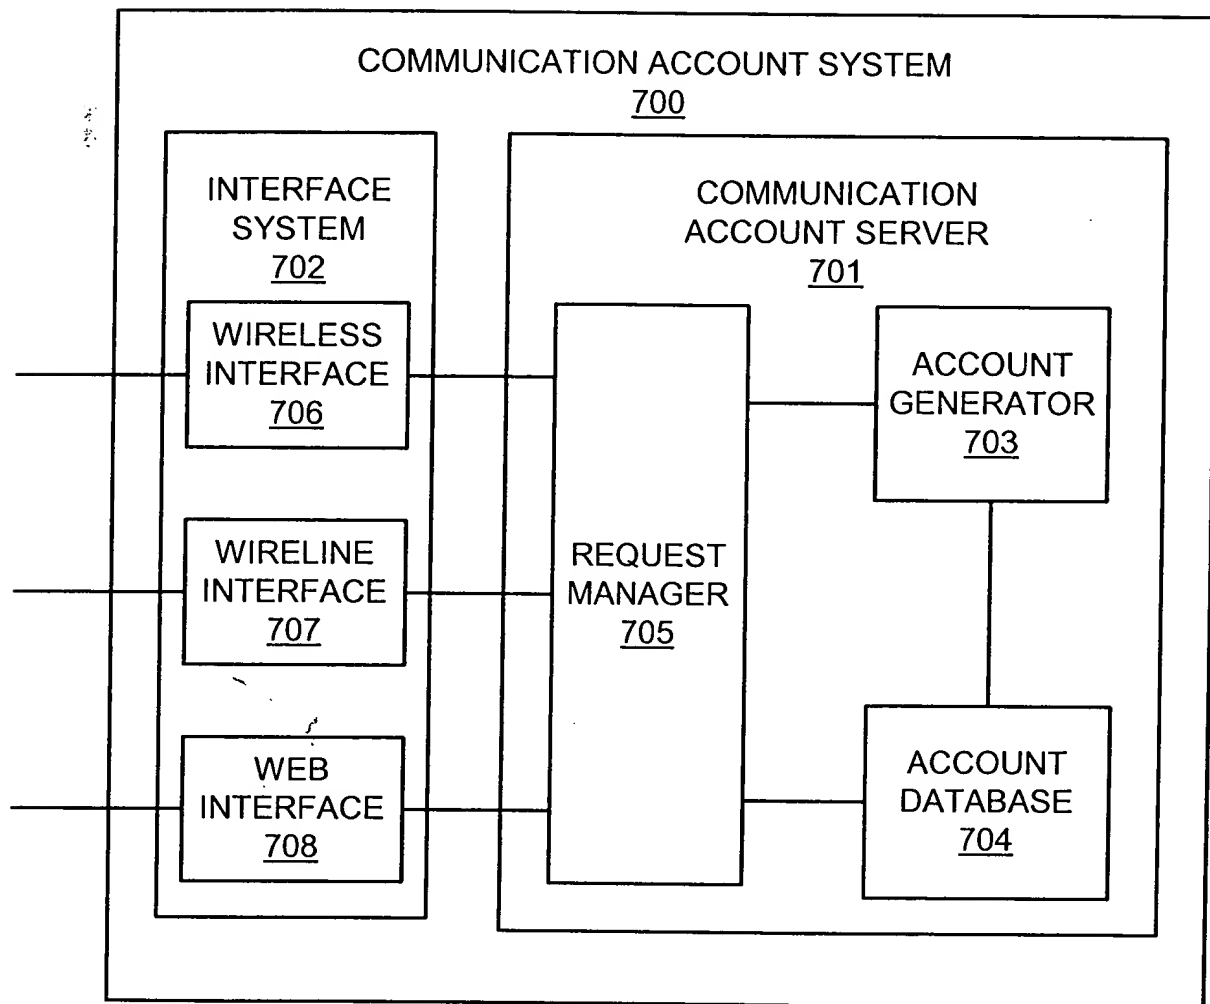 COMMUNICATION ACCOUNT SYSTEM
700
INTERFACE
SYSTEM
702
WIRELESS
INTERFACE
706
WIRELINE
INTERFACE
707
WEB
INTERFACE
708
COMMUNICATION
ACCOUNT SERVER
701
REQUEST
MANAGER
705
ACCOUNT
GENERATOR
703
ACCOUNT
DATABASE
704